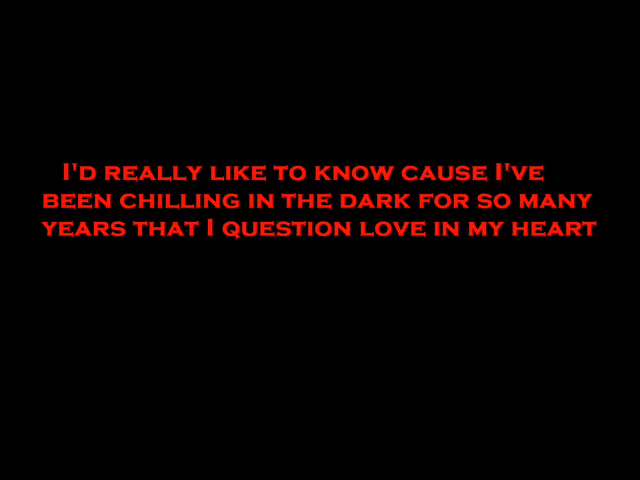 I'D REALLY LIKE TO KNOW CAUSE I'VE
BEEN CHILLING IN THE DARK FOR SO MANY
YEARS THAT I QUESTION LOVE IN MY HEART